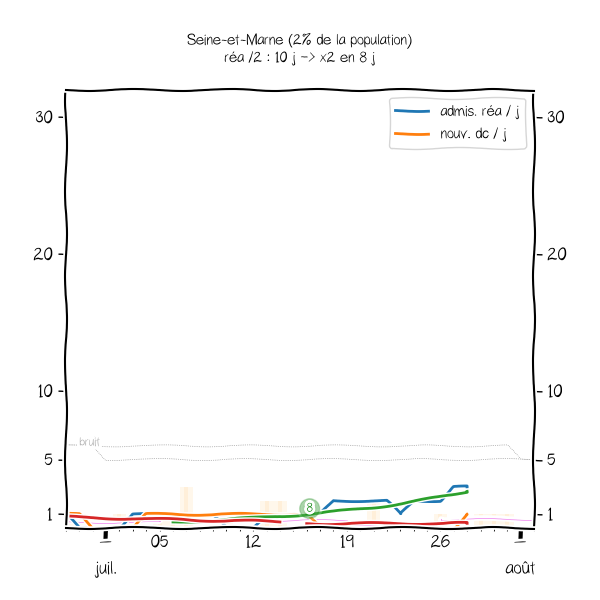 Seine-et-Marne (2% de la population)
réa /2 : 10 j -> x2 en 8 j
admis. réa / j
nouv. dc / j
30
30
20
20
10
10
bruit
5
5
8
1
1
05
12
19
26
juil.
août